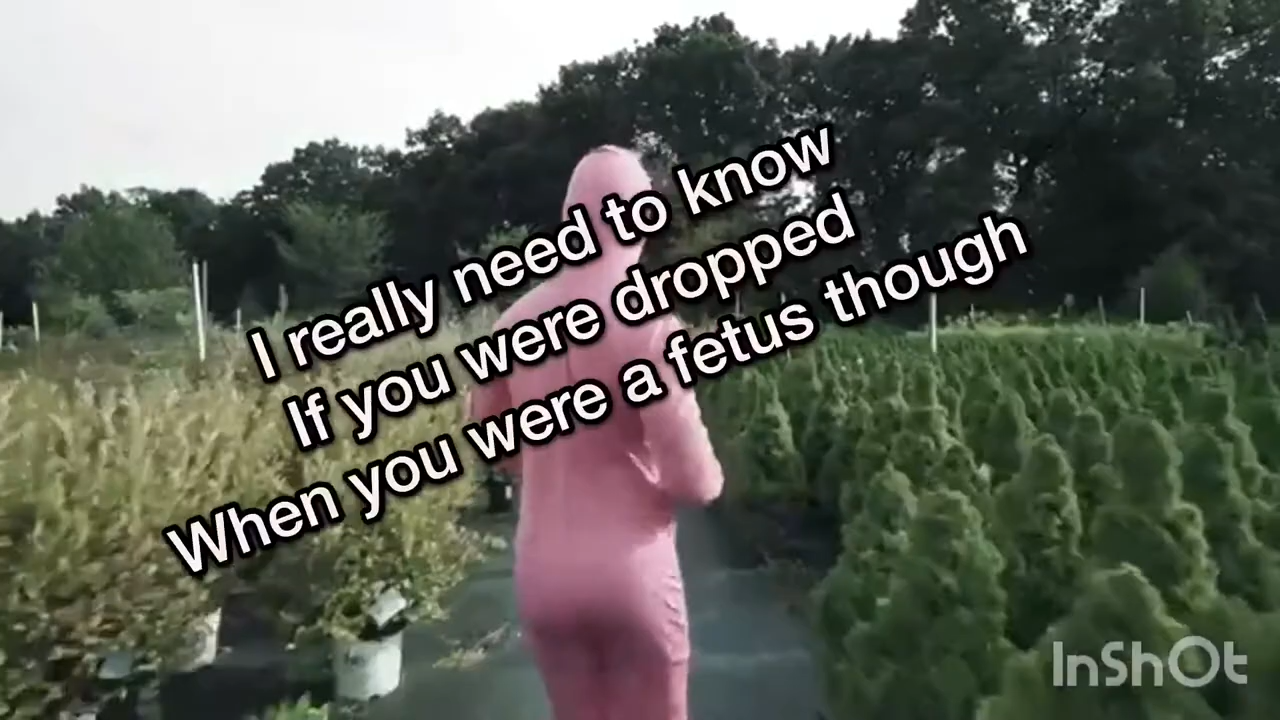 I really need to know
If you were dropped
When you were a fetus though
InShOt